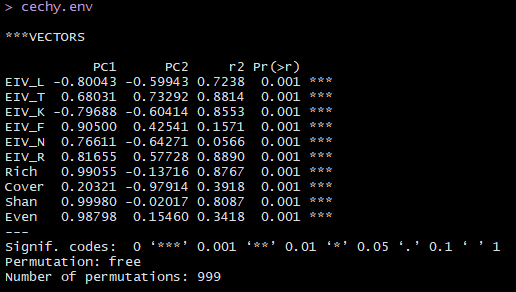 > cechy.env

***VECTORS

            PC1      PC2     r2 Pr(>r)
EIV_L -0.80043 -0.59943 0.7238  0.001 ***
EIV_T  0.68031  0.73292 0.8814  0.001 ***
EIV_K -0.79688 -0.60414 0.8553  0.001 ***
EIV_F  0.90500  0.42541 0.1571  0.001 ***
EIV_N  0.76611 -0.64271 0.0566  0.001 ***
EIV_R  0.81655  0.57728 0.8890  0.001 ***
Rich   0.99055 -0.13716 0.8767  0.001 ***
Cover  0.20321 -0.97914 0.3918  0.001 ***
Shan   0.99980 -0.02017 0.8087  0.001 ***
Even   0.98798  0.15460 0.3418  0.001 ***
---
Signif. codes:  0 ‘***’ 0.001 ‘**’ 0.01 ‘*’ 0.05 ‘.’ 0.1 ‘ ’ 1
Permutation: free
Number of permutations: 999